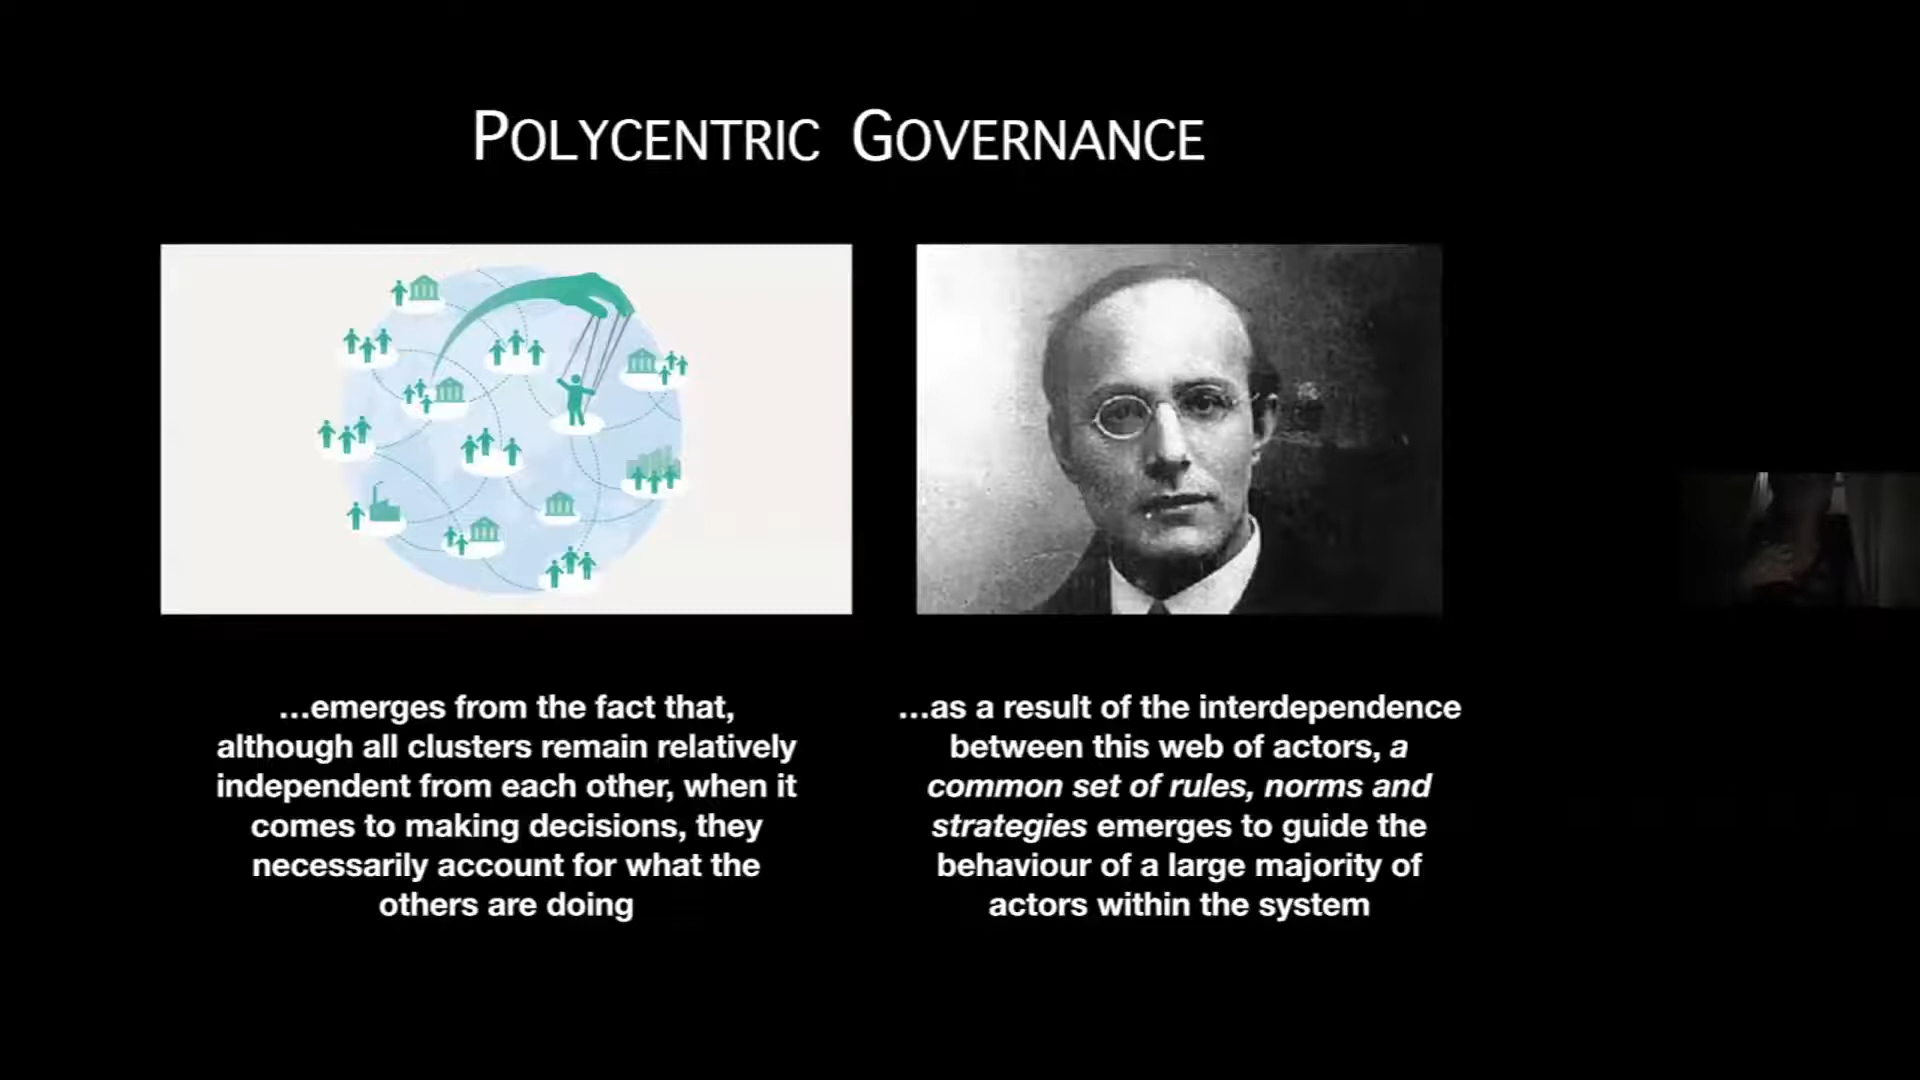 POLYCENTRIC GOVERNANCE
...emerges from the fact that,
although all clusters remain relatively
independent from each other, when it
comes to making decisions, they
necessarily account for what the
others are doing
...as a result of the interdependence
between this web of actors, a
common set of rules, norms and
strategies emerges to guide the
behaviour of a large majority of
actors within the system